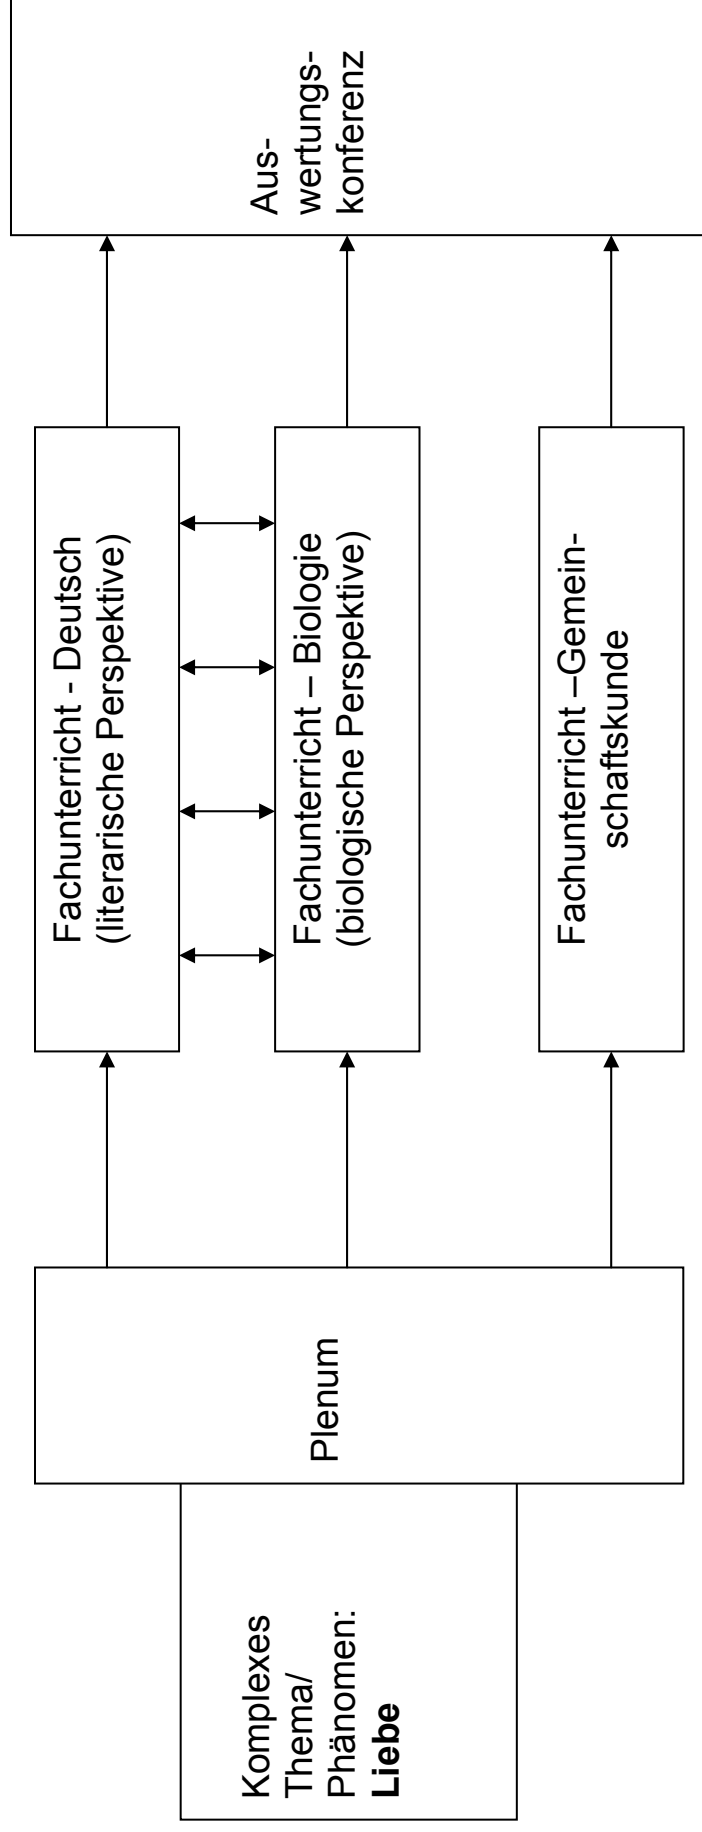 Komplexes
Thema/
Phänomen:
Liebe
Plenum
Fachunterricht - Deutsch
(literarische Perspektive)
Fachunterricht – Biologie
(biologische Perspektive)
Fachunterricht –Gemein-
schaftskunde
Aus-
wertungs-
konferenz